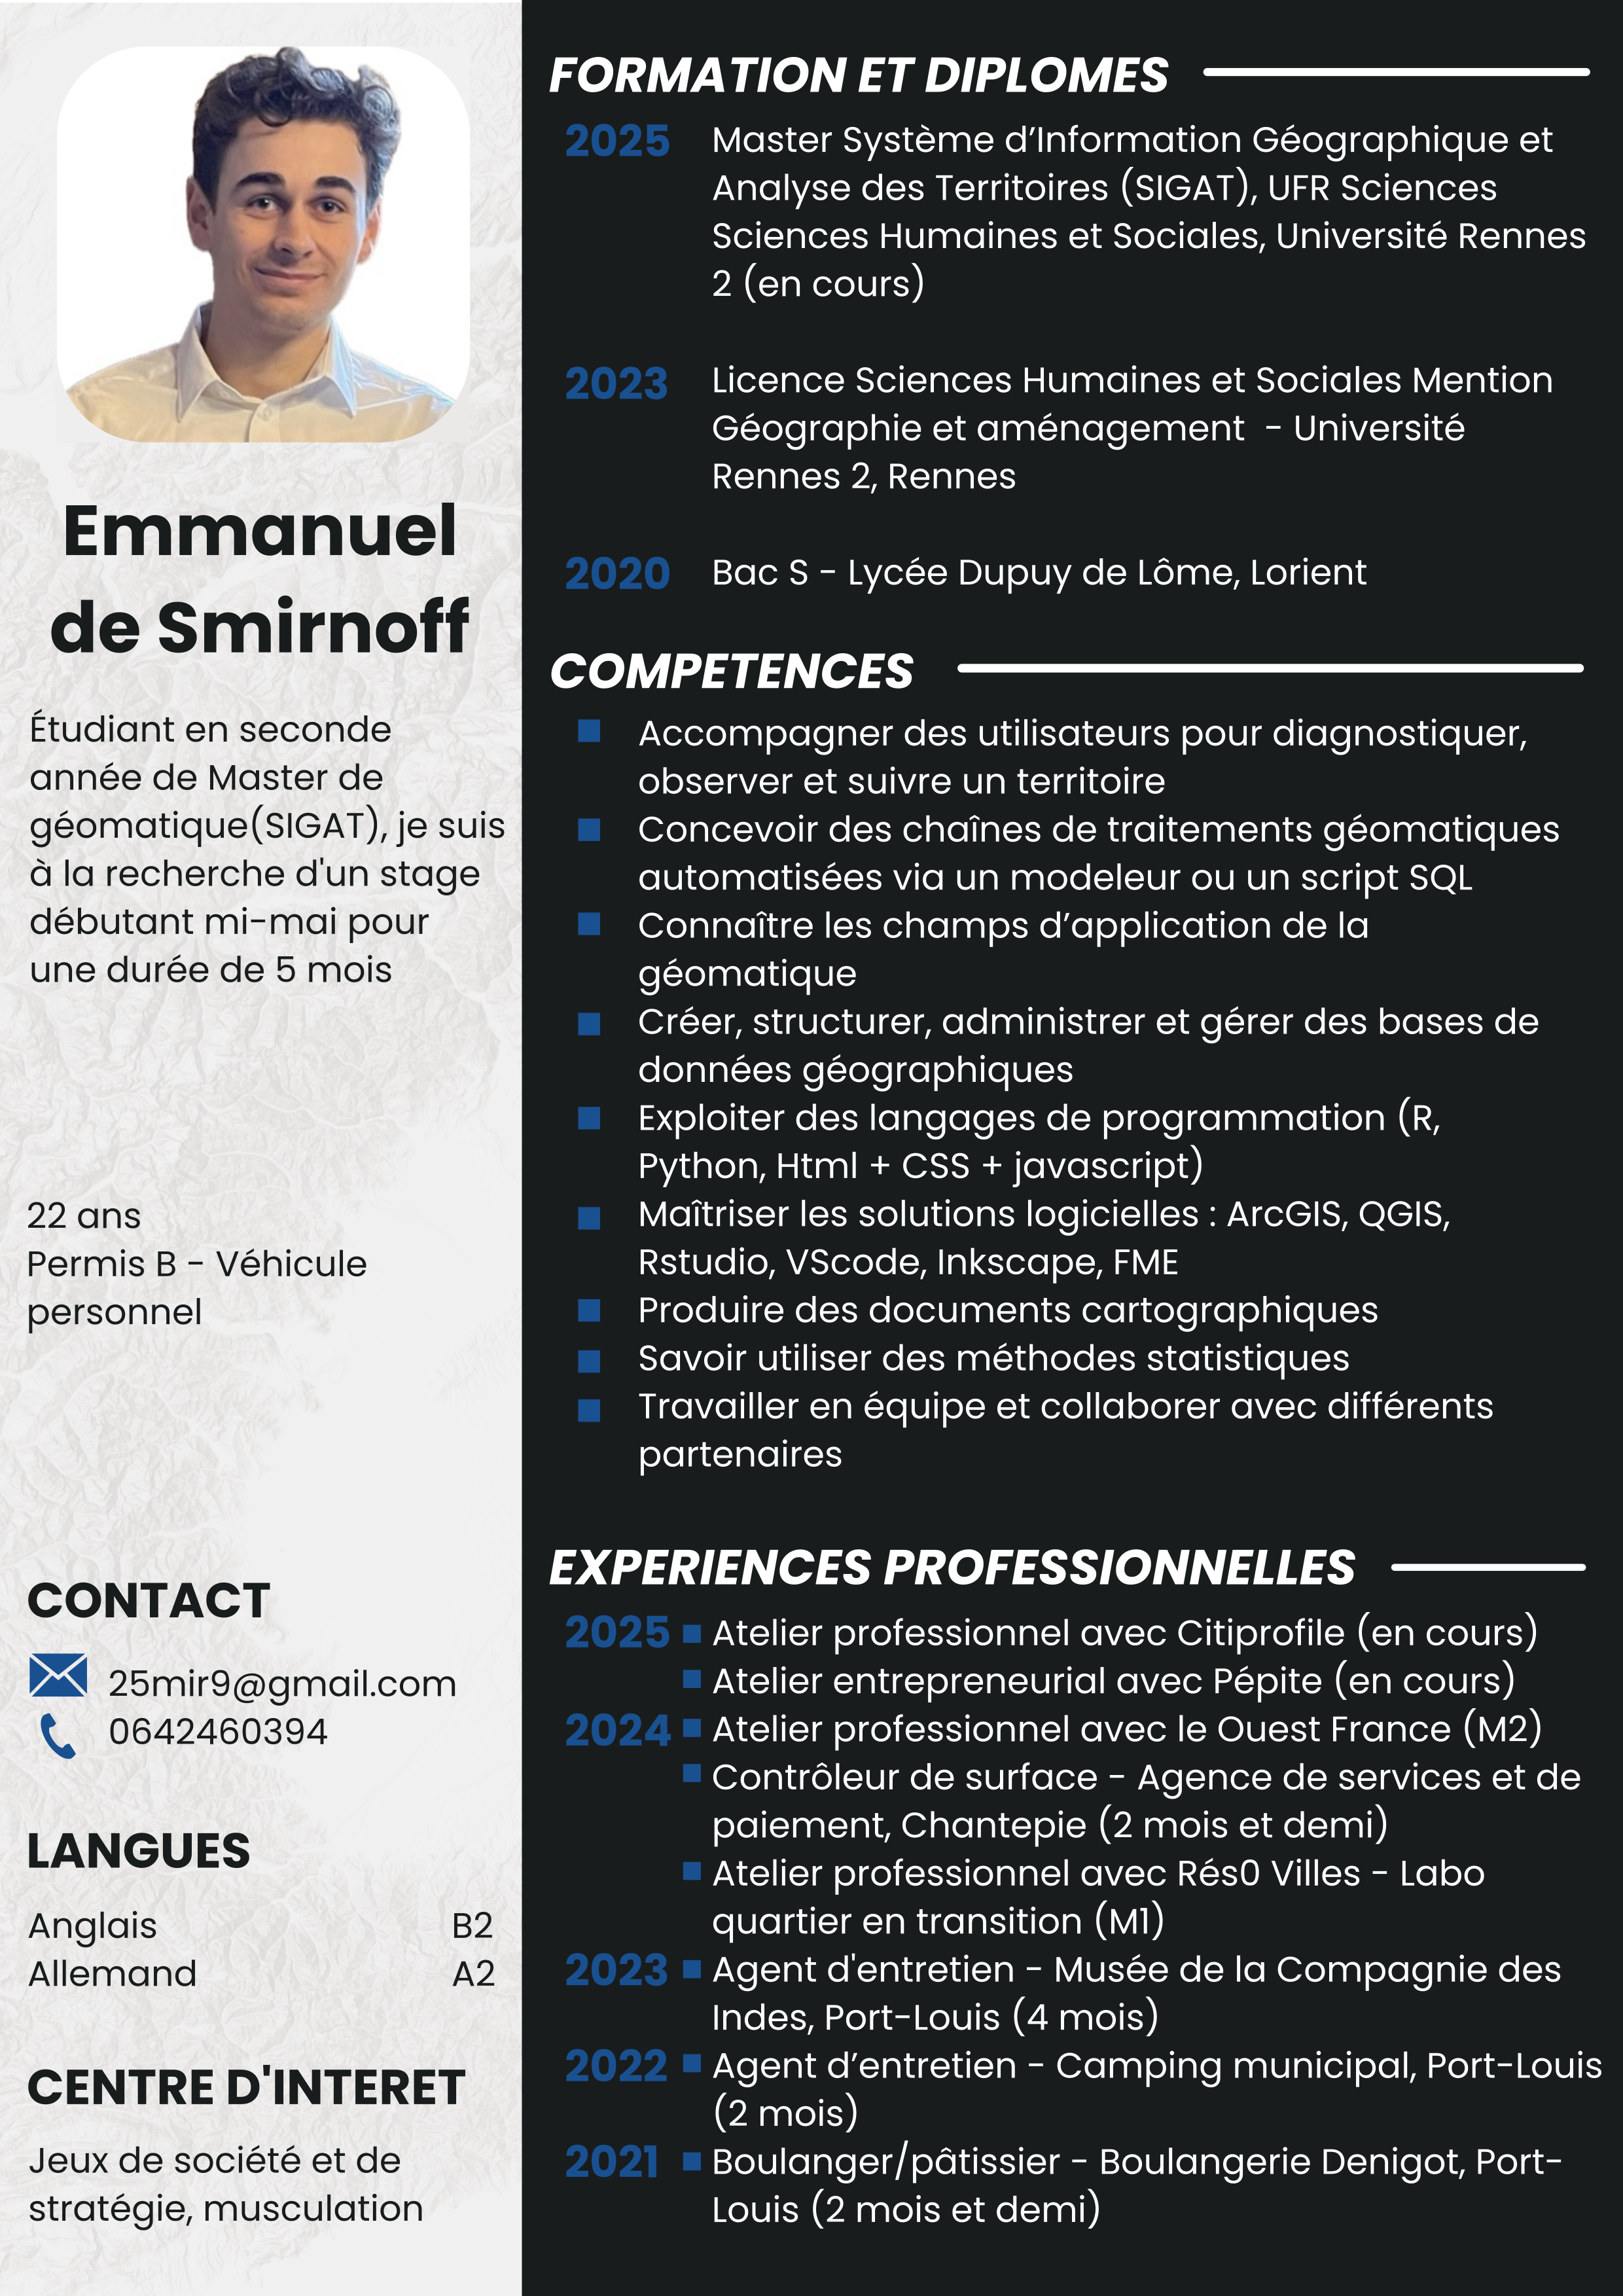 Emmanuel
de Smirnoff
Étudiant en seconde
année de Master de
géomatique(SIGAT), je suis
à la recherche d'un stage
débutant mi-mai pour
une durée de 5 mois
22 ans
Permis B - Véhicule
personnel
CONTACT
25mir9@gmail.com
0642460394
LANGUES
Anglais B2
Allemand A2
CENTRE D'INTERET
Jeux de société et de
stratégie, musculation
FORMATION ET DIPLOMES
2025 Master Système d’Information Géographique et
Analyse des Territoires (SIGAT), UFR Sciences
Sciences Humaines et Sociales, Université Rennes
2 (en cours)
2023 Licence Sciences Humaines et Sociales Mention
Géographie et aménagement - Université
Rennes 2, Rennes
2020 Bac S - Lycée Dupuy de Lôme, Lorient
COMPETENCES
Accompagner des utilisateurs pour diagnostiquer,
observer et suivre un territoire
Concevoir des chaînes de traitements géomatiques
automatisées via un modeleur ou un script SQL
Connaître les champs d’application de la
géomatique
Créer, structurer, administrer et gérer des bases de
données géographiques
Exploiter des langages de programmation (R,
Python, Html + CSS + javascript)
Maîtriser les solutions logicielles : ArcGIS, QGIS,
Rstudio, VScode, Inkscape, FME
Produire des documents cartographiques
Savoir utiliser des méthodes statistiques
Travailler en équipe et collaborer avec différents
partenaires
EXPERIENCES PROFESSIONNELLES
2025 Atelier professionnel avec Citiprofile (en cours)
Atelier entrepreneurial avec Pépite (en cours)
2024 Atelier professionnel avec le Ouest France (M2)
Contrôleur de surface - Agence de services et de
paiement, Chantepie (2 mois et demi)
Atelier professionnel avec Rés0 Villes - Labo
quartier en transition (M1)
2023 Agent d'entretien - Musée de la Compagnie des
Indes, Port-Louis (4 mois)
2022 Agent d’entretien - Camping municipal, Port-Louis
(2 mois)
2021 Boulanger/pâtissier - Boulangerie Denigot, Port-
Louis (2 mois et demi)